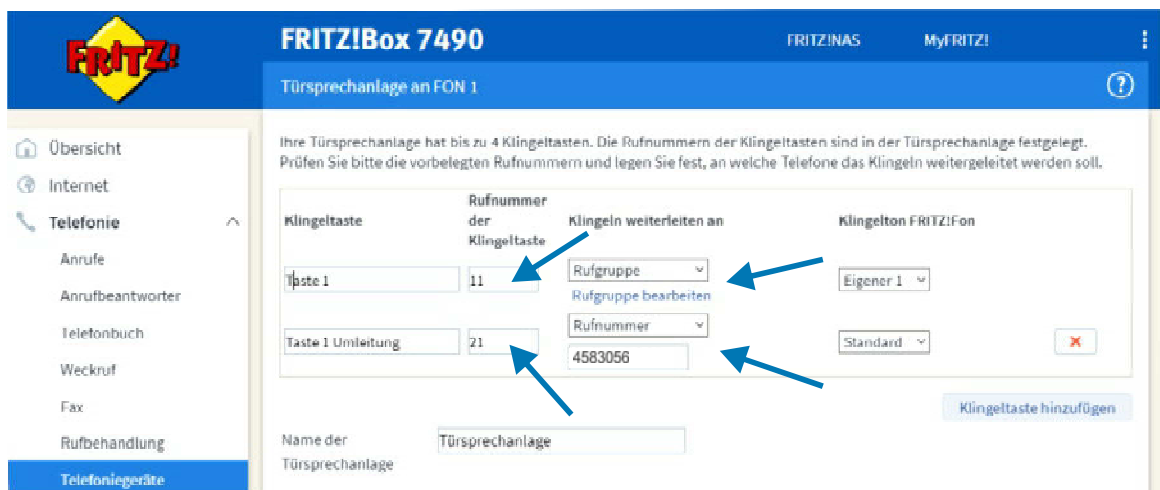 FRITZ!
FRITZ!Box 7490
FRITZ!NAS
MyFRITZ!
Türsprechanlage an FON 1
Übersicht
Internet
Telefonie
Anrufe
Anrufbeantworter
Telefonbuch
Weckruf
Fax
Rufbehandlung
Telefoniegeräte
Ihre Türsprechanlage hat bis zu 4 Klingeltasten. Die Rufnummern der Klingeltasten sind in der Türsprechanlage festgelegt.
Prüfen Sie bitte die vorbelegten Rufnummern und legen Sie fest, an welche Telefone das Klingeln weitergeleitet werden soll.
Klingeltaste
Rufnummer
der
Klingeltaste
Klingeln weiterleiten an
Klingelton FRITZ!Fon
Taste 1
11
Rufgruppe
Rufgruppe bearbeiten
Eigener 1
Taste 1 Umleitung
21
Rufnummer
4583056
Standard
Klingeltaste hinzufügen
Name der
Türsprechanlage
Türsprechanlage